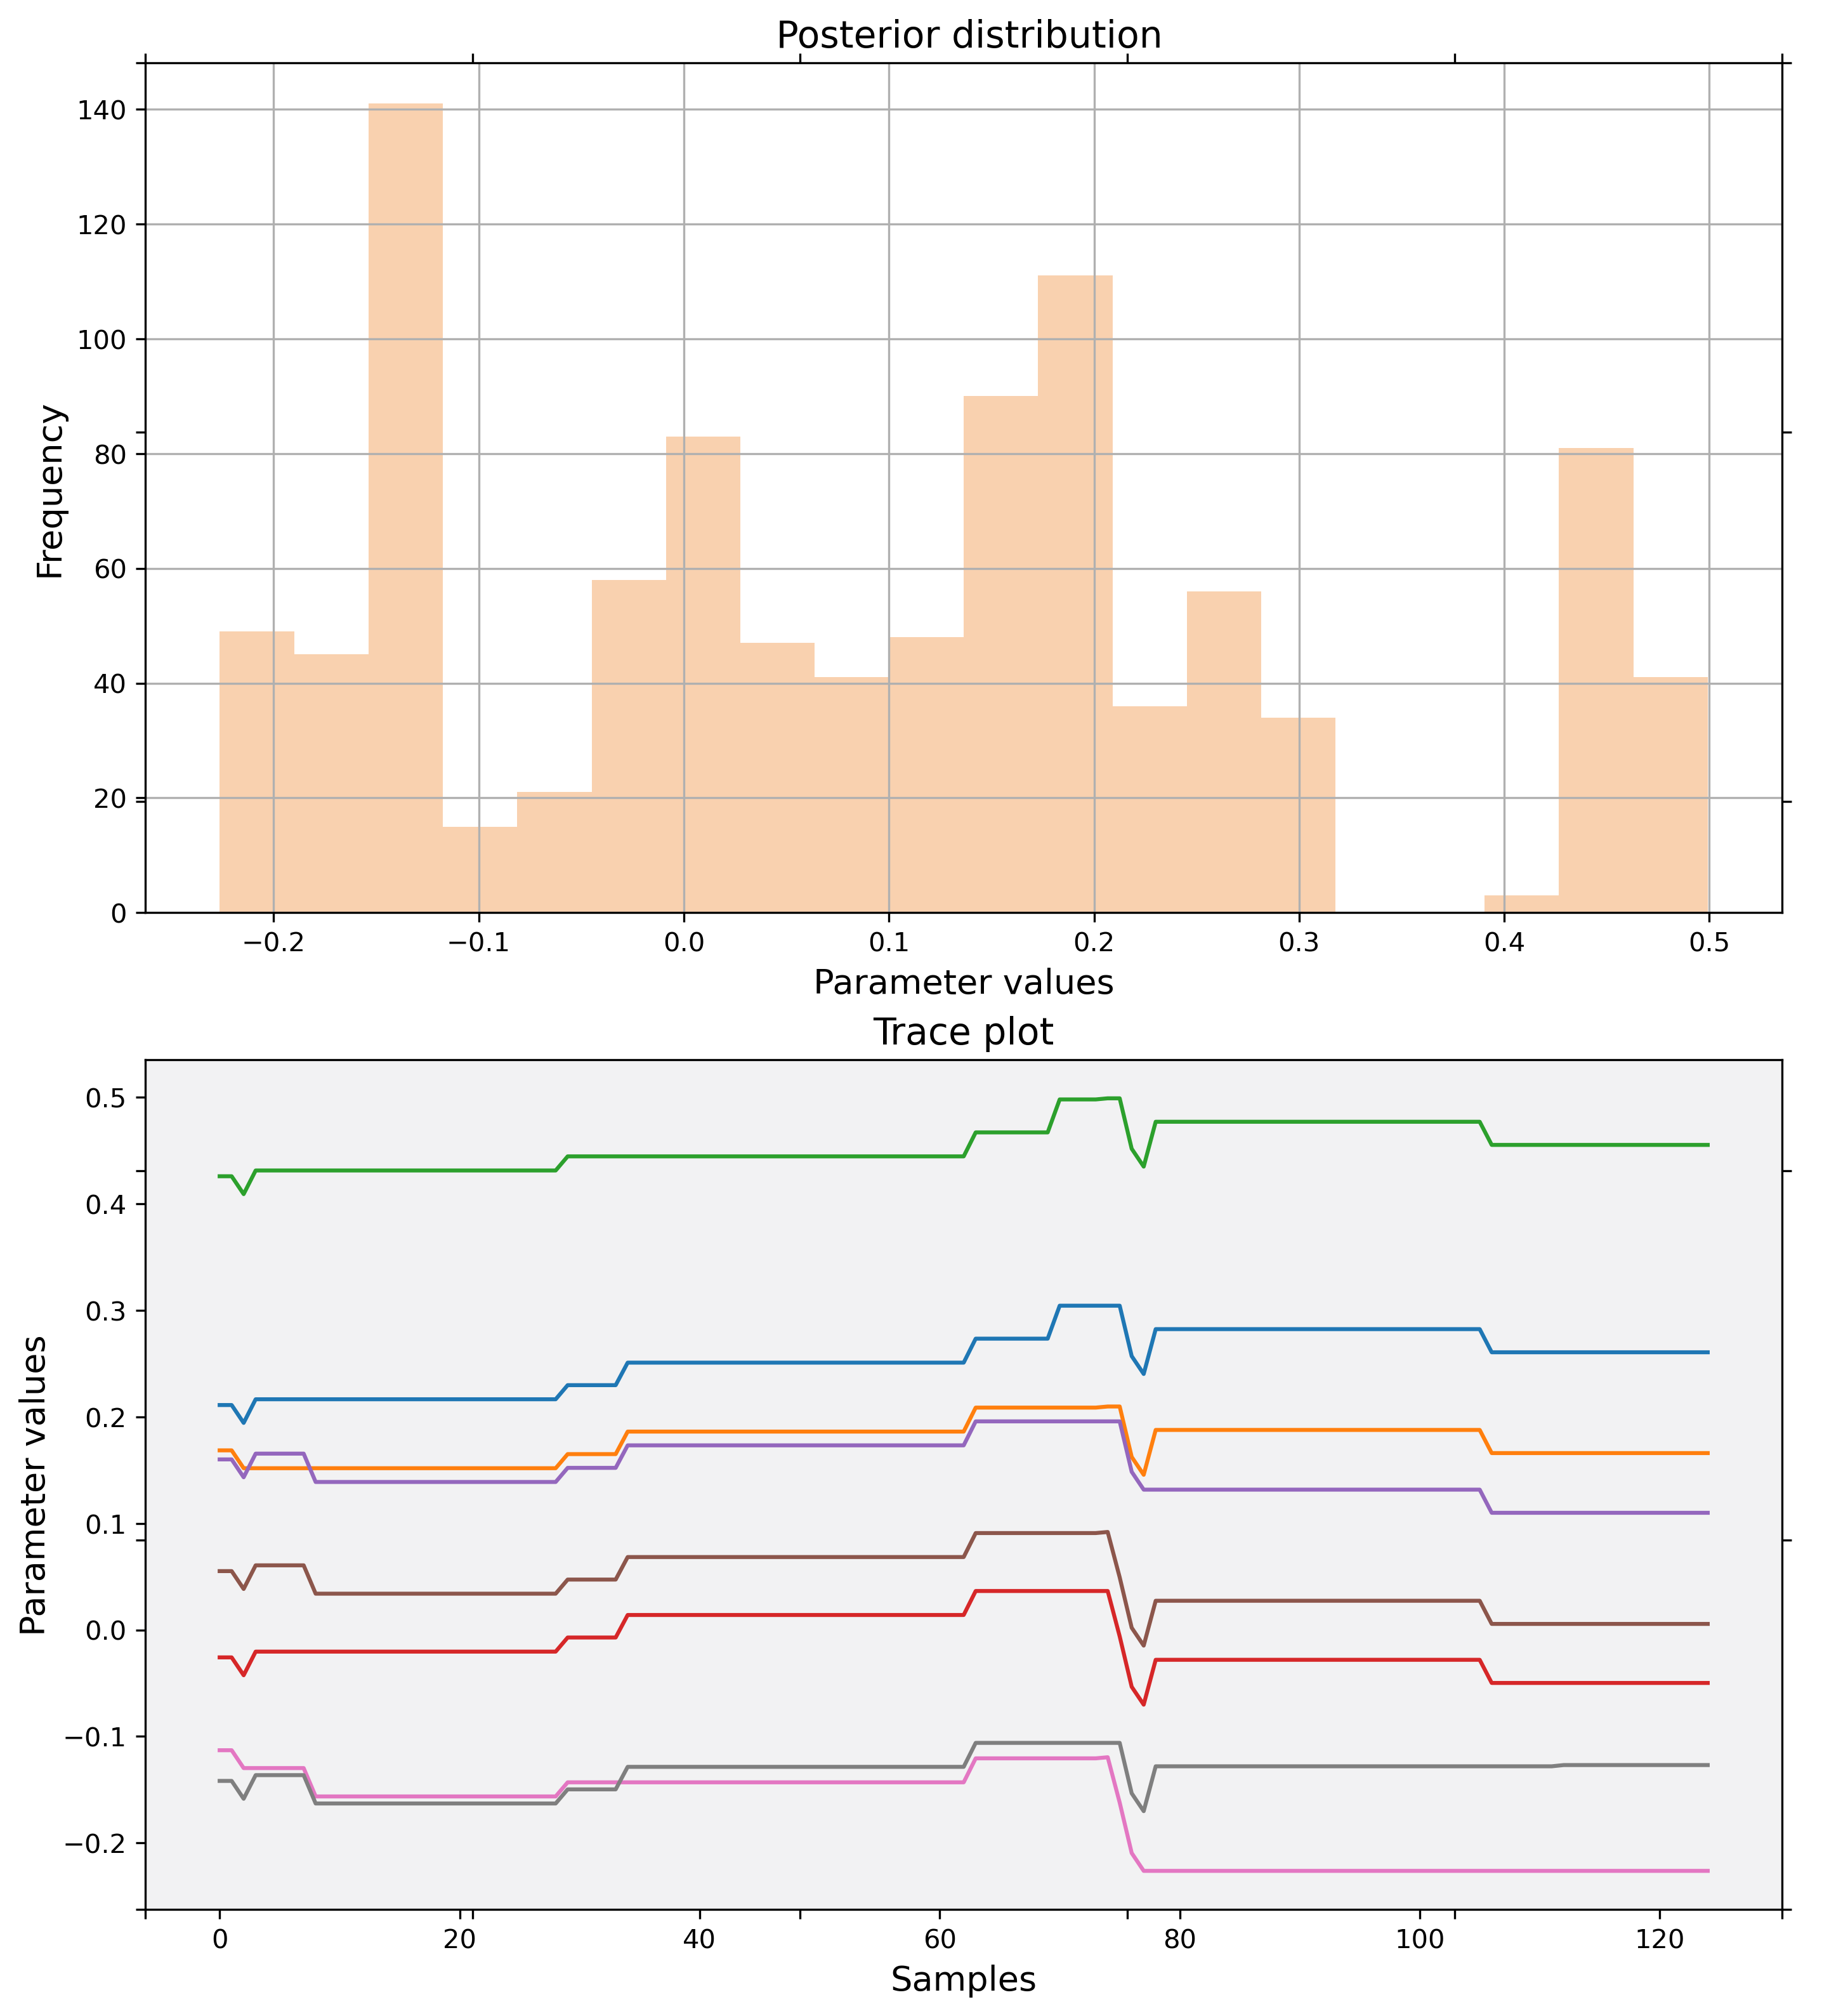 Posterior distribution
140
120
100
80
60
40
20
0
Frequency
−0.2 −0.1 0.0 0.1 0.2 0.3 0.4 0.5
Parameter values
Trace plot
0.5
0.4
0.3
0.2
0.1
0.0
−0.1
−0.2
Parameter values
0 20 40 60 80 100 120
Samples